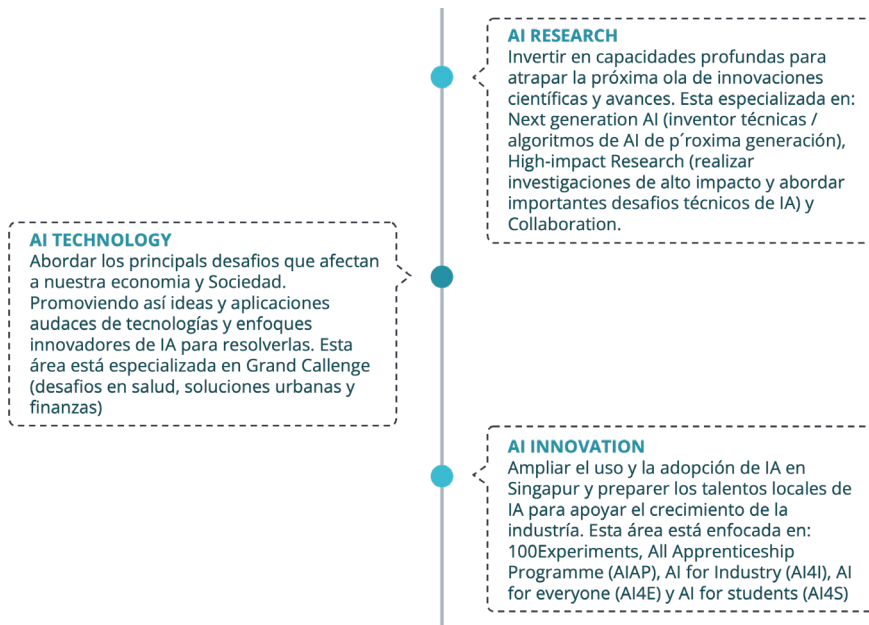 AI RESEARCH
Invertir en capacidades profundas para
atrapar la próxima ola de innovaciones
científicas y avances. Esta especializada en:
Next generation AI (inventor técnicas /
algoritmos de AI de p´roxima generación),
High-impact Research (realizar
investigaciones de alto impacto y abordar
importantes desafios técnicos de IA) y
Collaboration.
AI TECHNOLOGY
Abordar los principals desafios que afectan
a nuestra economia y Sociedad.
Promoviendo así ideas y aplicaciones
audaces de tecnologías y enfoques
innovadores de IA para resolverlas. Esta
área está especializada en Grand Callenge
(desafios en salud, soluciones urbanas y
finanzas)
AI INNOVATION
Ampliar el uso y la adopción de IA en
Singapur y preparer los talentos locales de
IA para apoyar el crecimiento de la
industría. Esta área está enfocada en:
100Experiments, All Apprenticeship
Programme (AIAP), AI for Industry (AI4I), AI
for everyone (AI4E) y AI for students (AI4S)